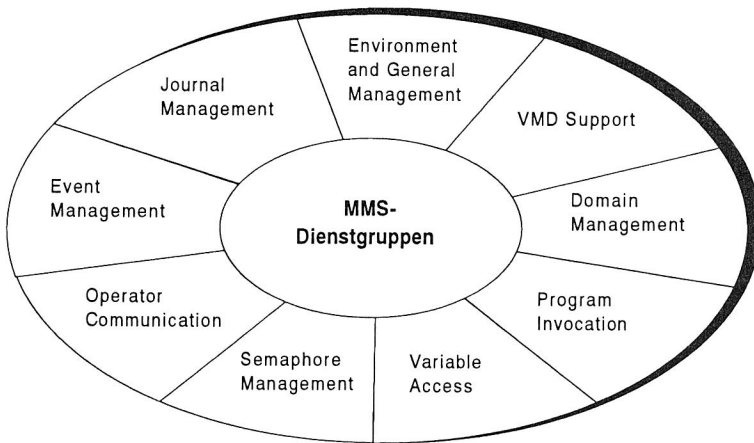 Environment
and General
Management
VMD Support
Domain
Management
Program
Invocation
Variable
Access
Semaphore
Management
Operator
Communication
Event
Management
Journal
Management
MMS-
Dienstgruppen